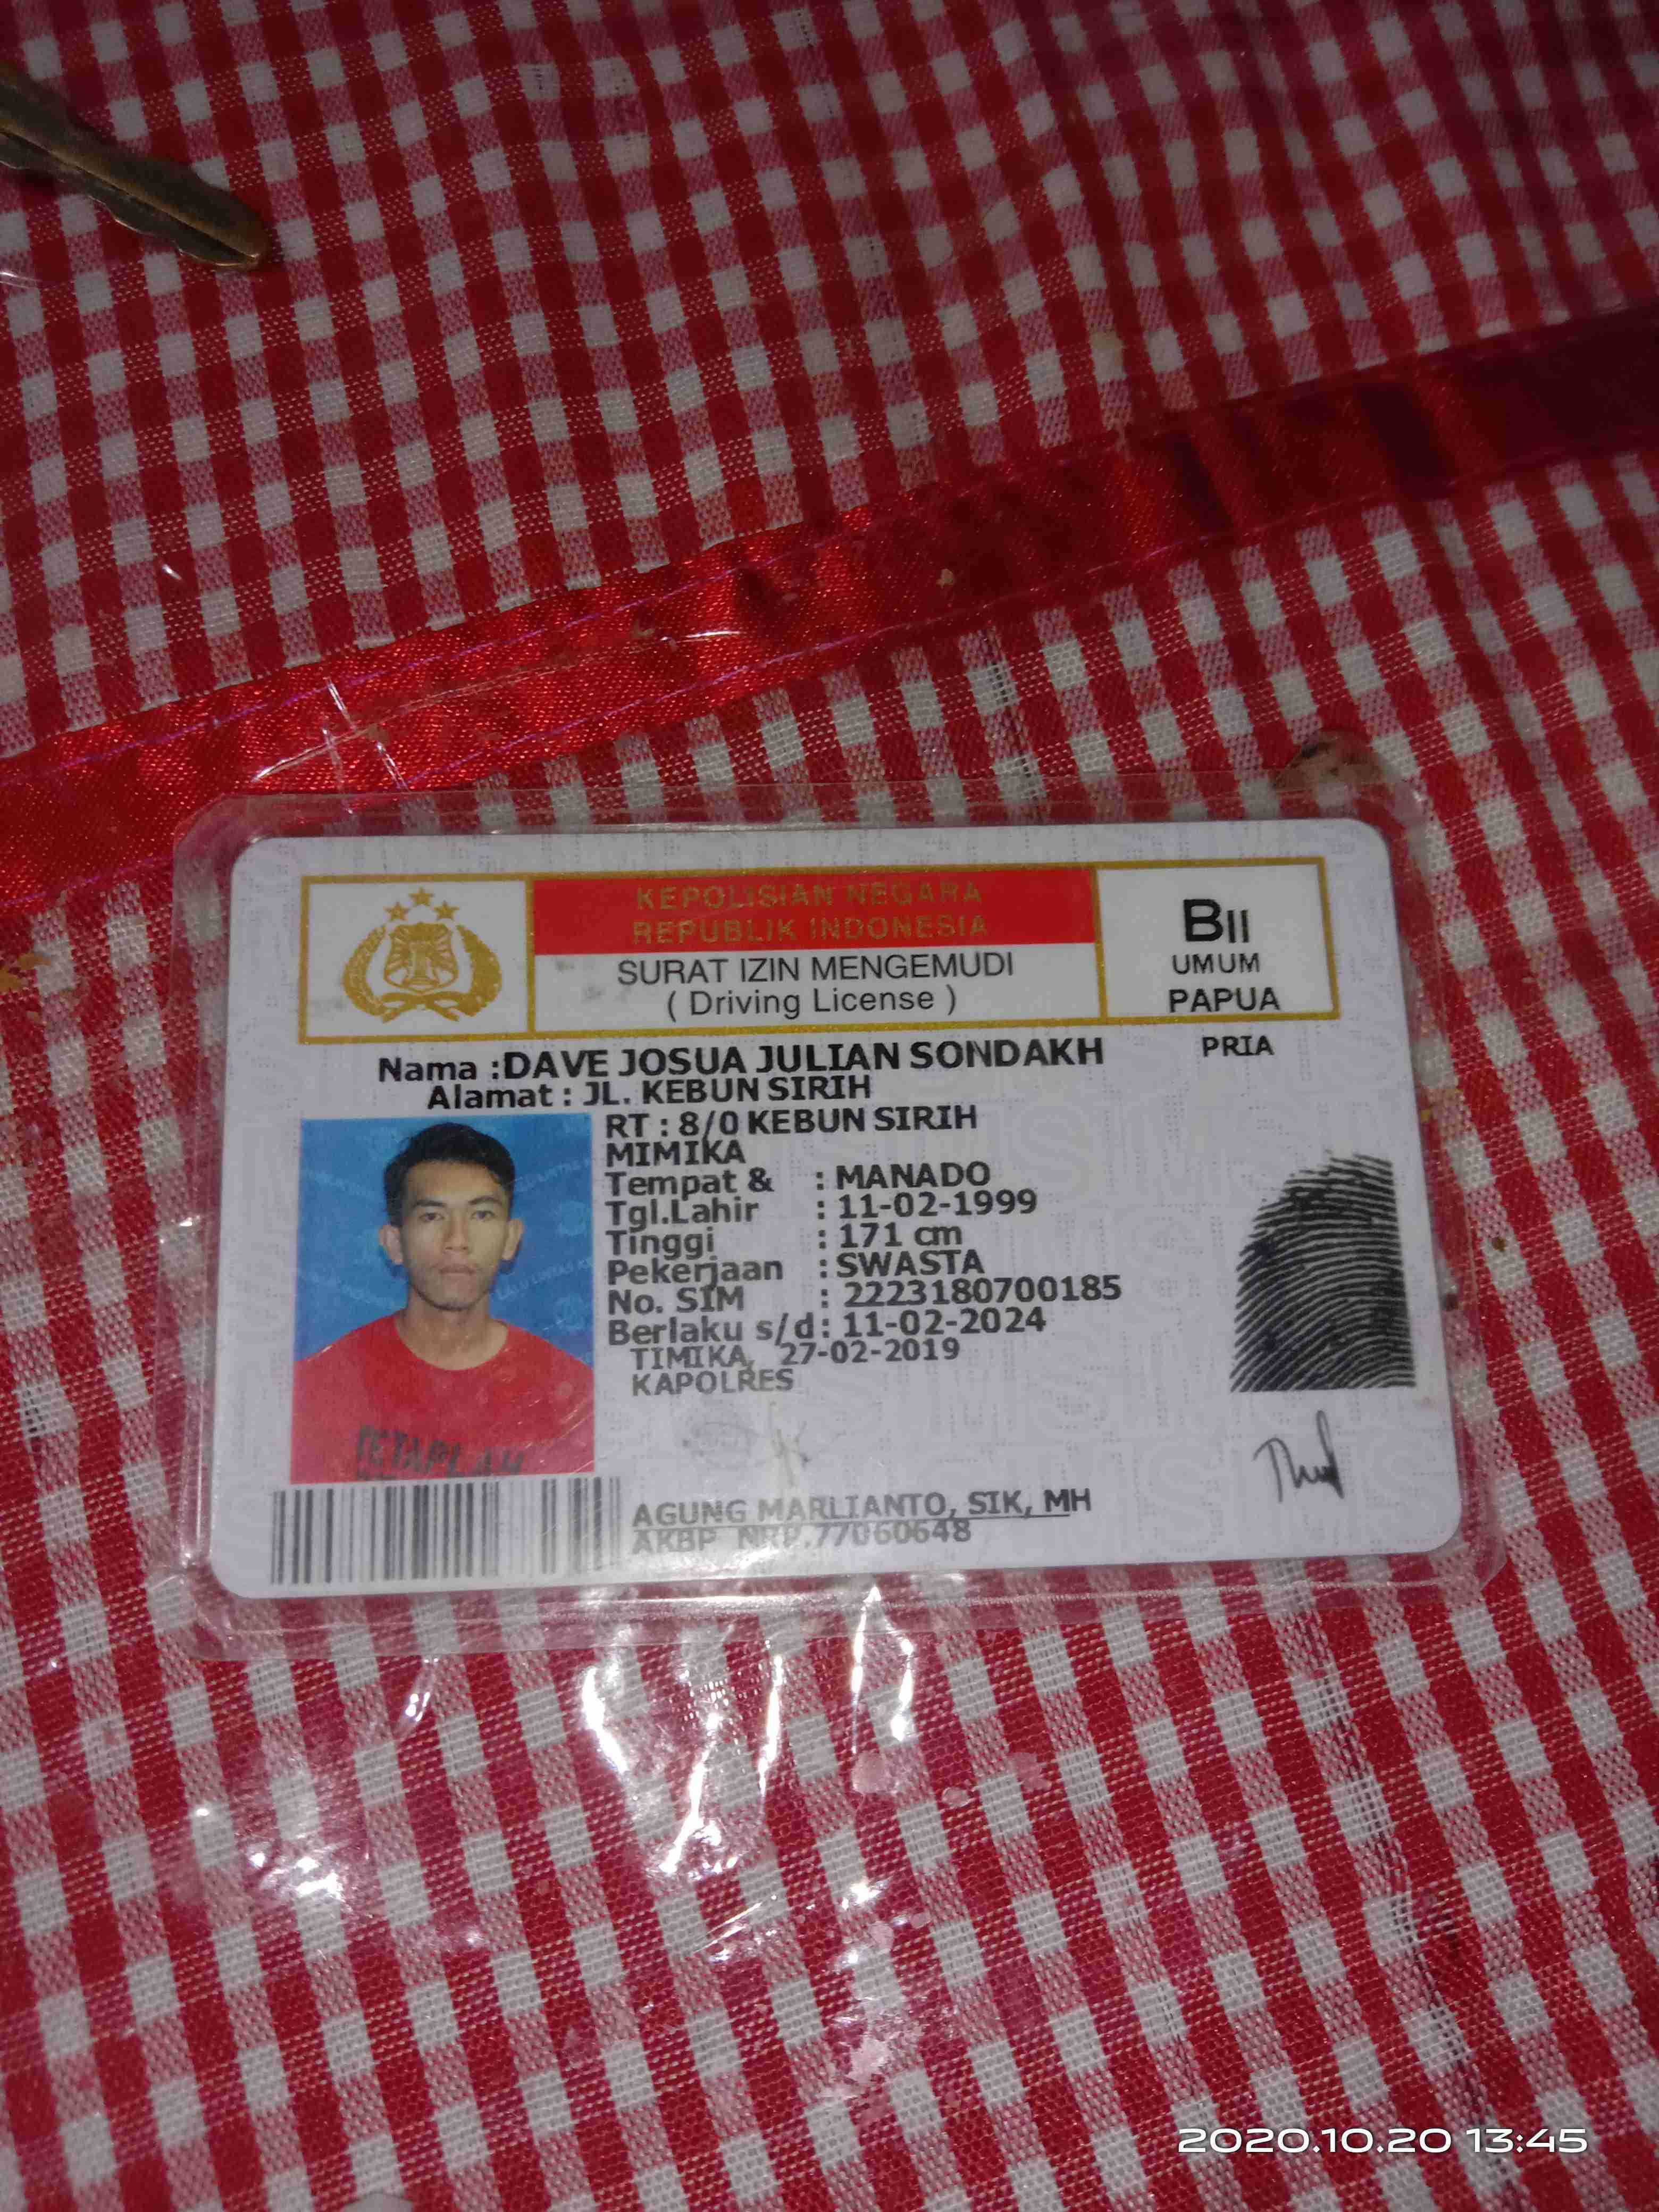 KEPOLISIAN NEGARA
REPUBLIK INDONESIA
SURAT IZIN MENGEMUDI
( Driving License )
BII
UMUM
PAPUA
Nama :DAVE JOSUA JULIAN SONDAKH
PRIA
Alamat : JL. KEBUN SIRIH
RT : 8/0 KEBUN SIRIH
MIMIKA
Tempat & : MANADO
Tgl.Lahir : 11-02-1999
Tinggi : 171 cm
Pekerjaan : SWASTA
No. SIM : 2223180700185
Berlaku s/d : 11-02-2024
TIMIKA, 27-02-2019
KAPOLRES
TETAPLAH
AGUNG MARLIANTO, SIK, MH
AKBP NRP.77060648
2020.10.20 13:45